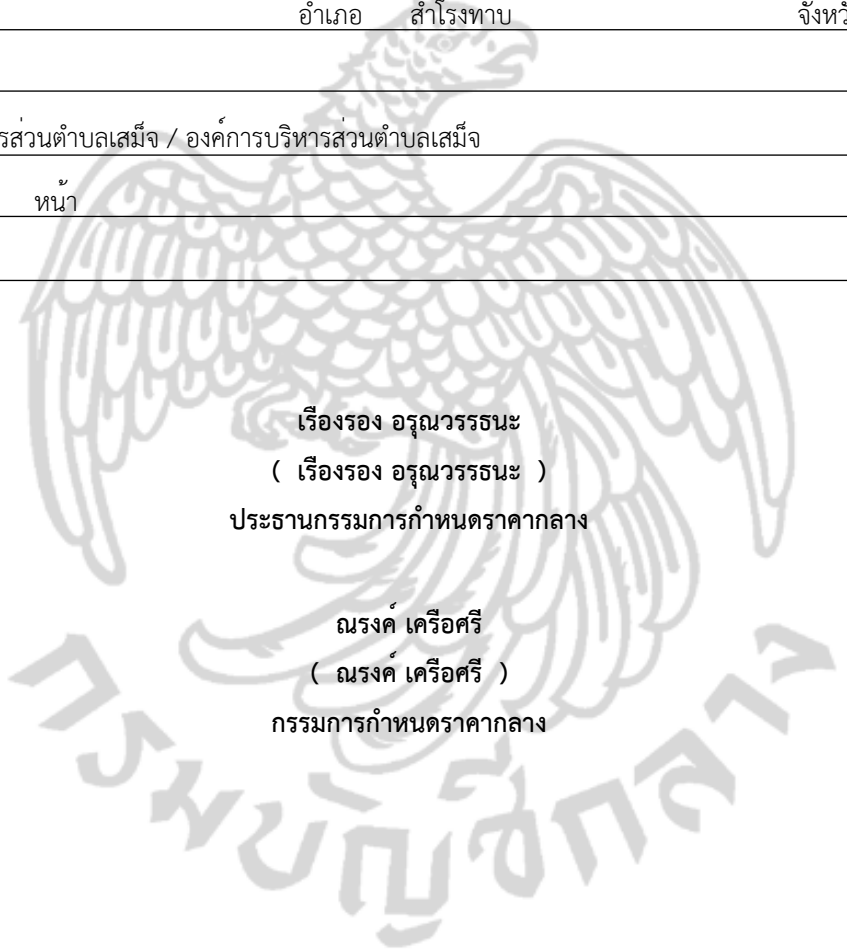 อำเภอ สำโรงทาบ จังหวั
รส่วนตำบลเสม็จ / องค์การบริหารส่วนตำบลเสม็จ
หน้า
เรืองรอง อรุณวรรธนะ
( เรืองรอง อรุณวรรธนะ )
ประธานกรรมการกำหนดราคากลาง
ณรงค์ เครือศรี
( ณรงค์ เครือศรี )
กรรมการกำหนดราคากลาง
กรมบัญชีกลาง